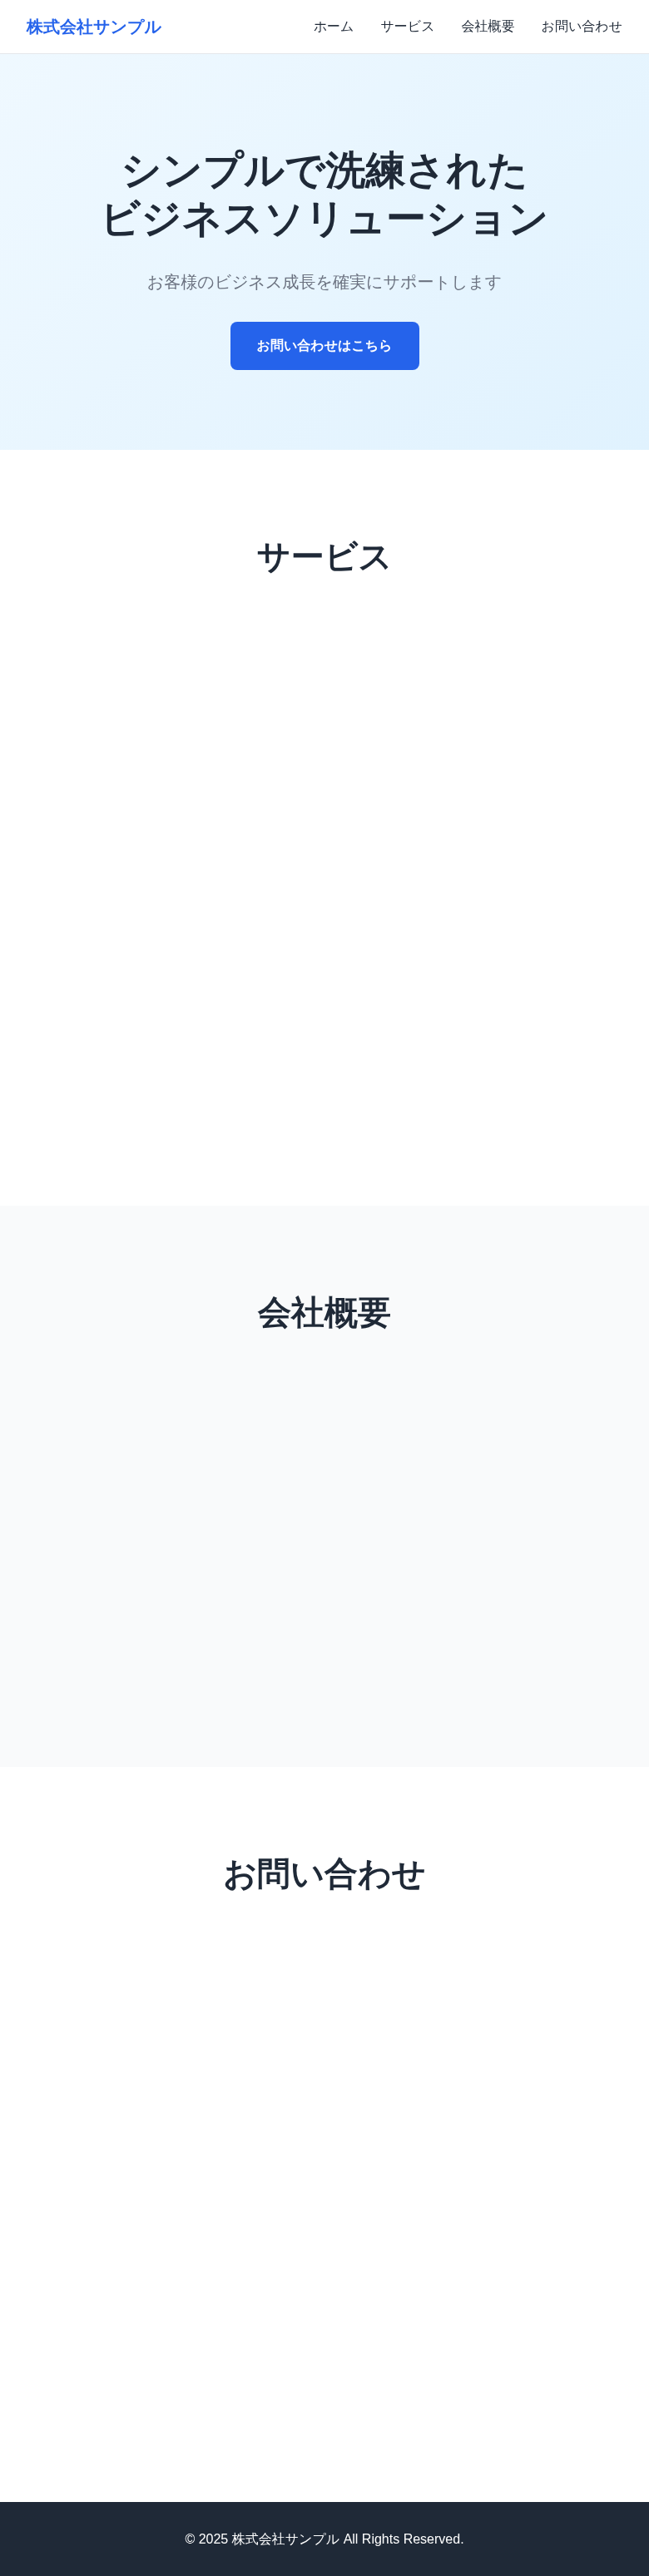 株式会社サンプル
ホーム サービス 会社概要 お問い合わせ
シンプルで洗練された
ビジネスソリューション
お客様のビジネス成長を確実にサポートします
お問い合わせはこちら
サービス
会社概要
お問い合わせ
© 2025 株式会社サンプル All Rights Reserved.